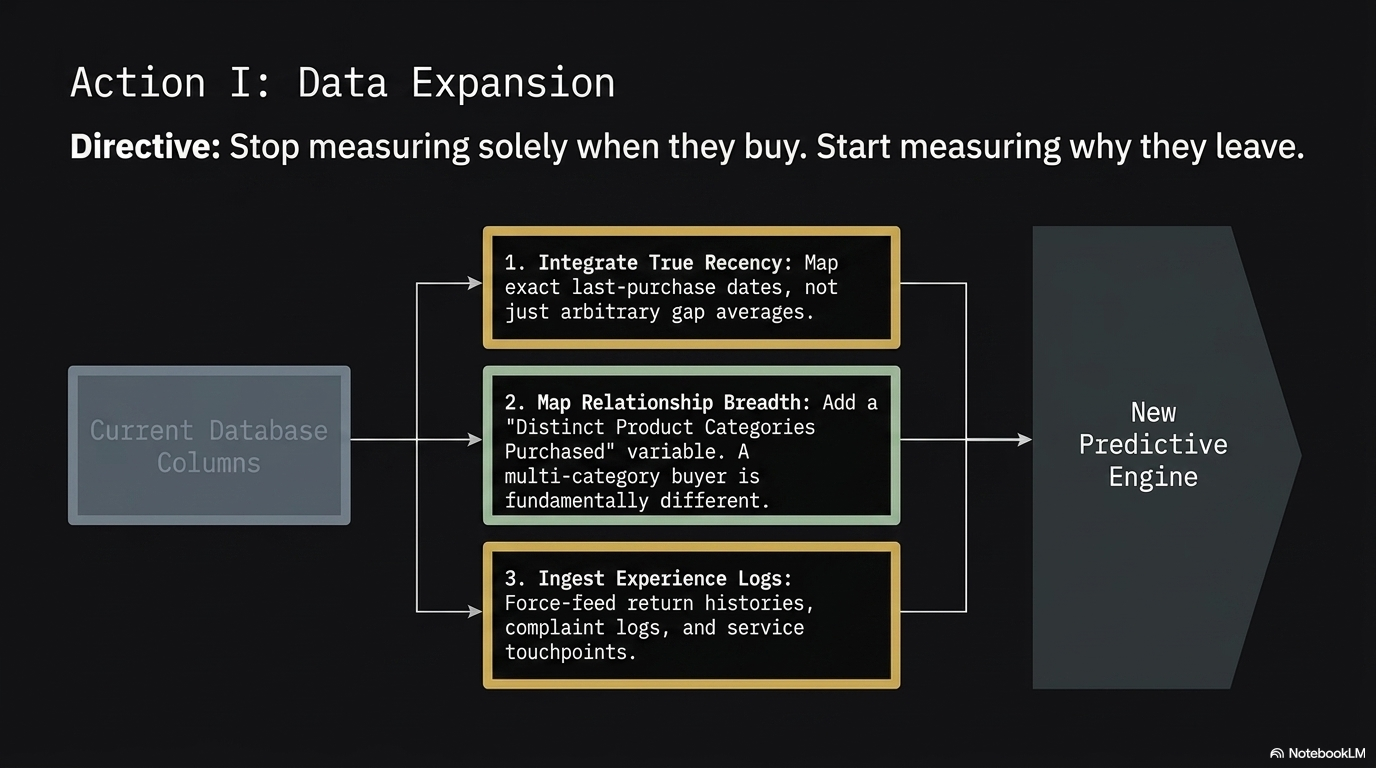 Action I: Data Expansion
Directive: Stop measuring solely when they buy. Start measuring why they leave.
Current Database
Columns
1. Integrate True Recency: Map
exact last-purchase dates, not
just arbitrary gap averages.
2. Map Relationship Breadth: Add a
"Distinct Product Categories
Purchased" variable. A
multi-category buyer is
fundamentally different.
3. Ingest Experience Logs:
Force-feed return histories,
complaint logs, and service
touchpoints.
New
Predictive
Engine
NotebookLM